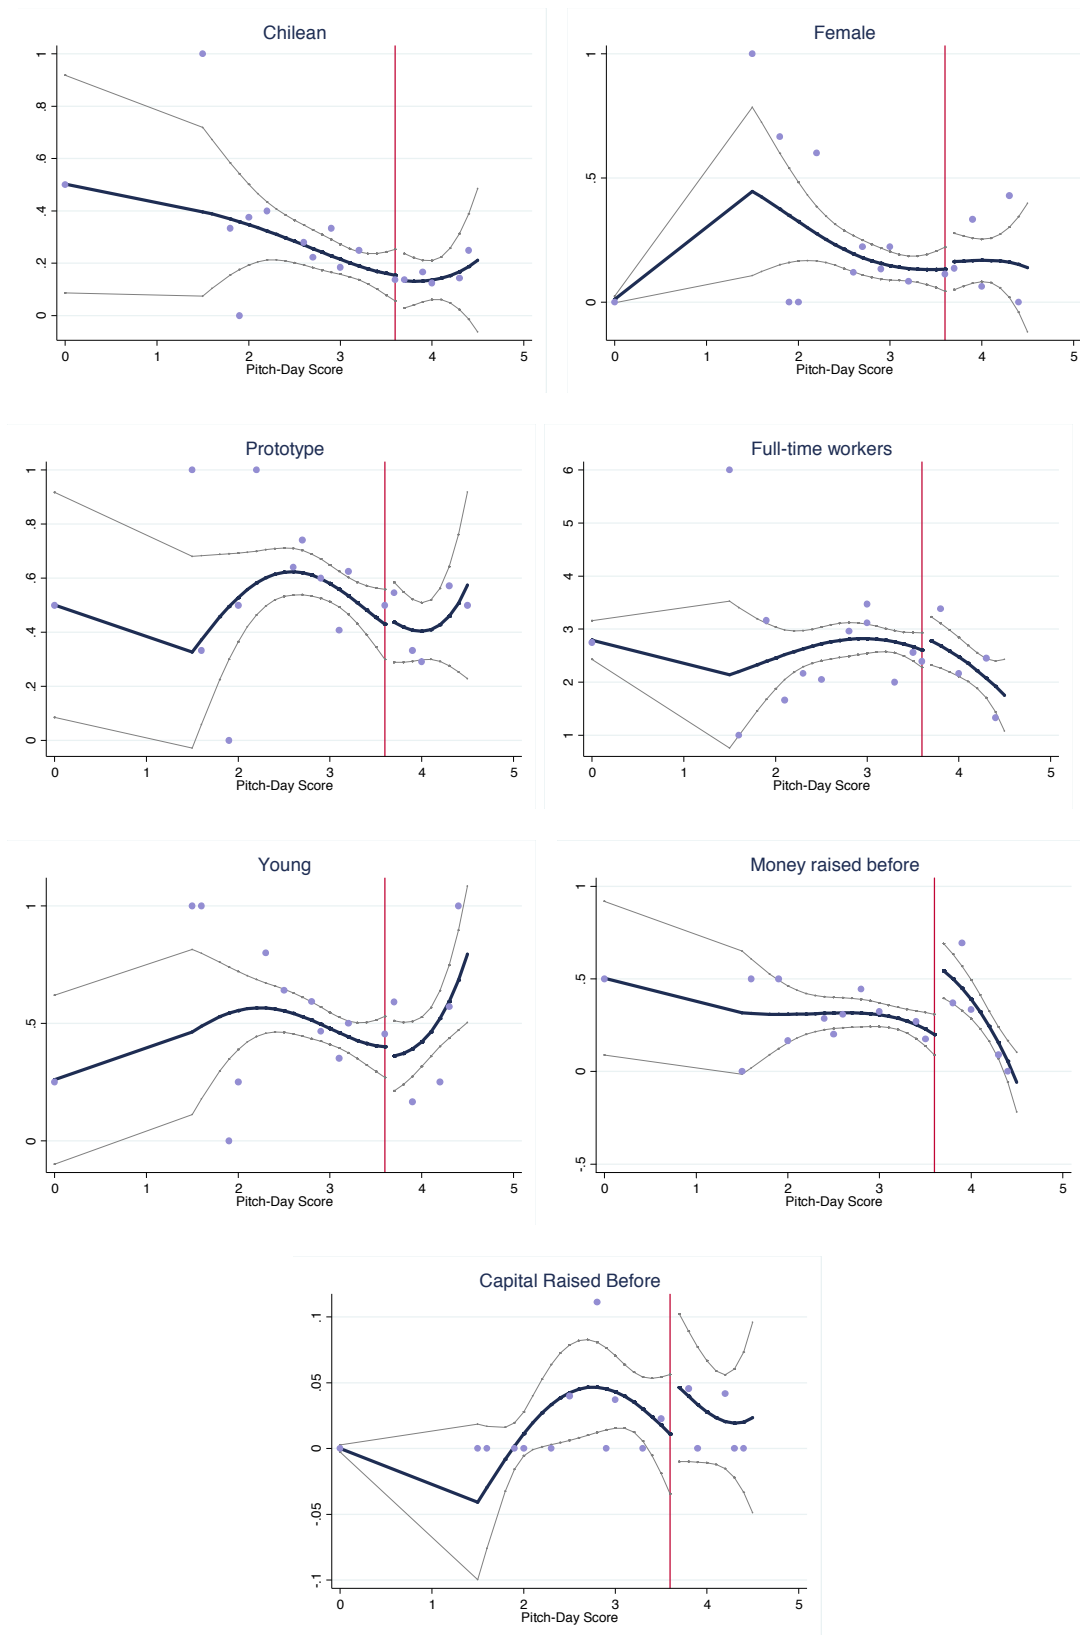 Chilean
1
.8
.6
.4
.2
0
0 1 2 3 4 5
Pitch-Day Score
Female
1
.5
0
0 1 2 3 4 5
Pitch-Day Score
Prototype
1
.8
.6
.4
.2
0
0 1 2 3 4 5
Pitch-Day Score
Full-time workers
6
5
4
3
2
1
0 1 2 3 4 5
Pitch-Day Score
Young
1
.5
0
0 1 2 3 4 5
Pitch-Day Score
Money raised before
1
.5
0
-.5
0 1 2 3 4 5
Pitch-Day Score
Capital Raised Before
.1
.05
0
-.05
-.1
0 1 2 3 4 5
Pitch-Day Score